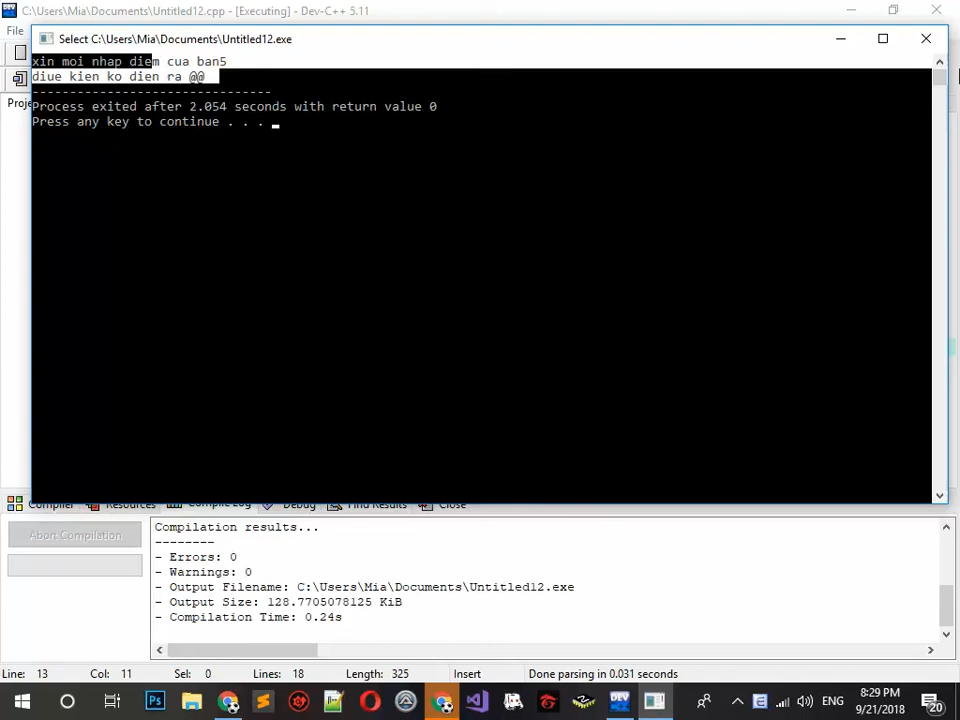 C:\Users\Mia\Documents\Untitled12.cpp - [Executing] - Dev-C++ 5.11
File
Select C:\Users\Mia\Documents\Untitled12.exe
xin moi nhap diem cua ban5
diue kien ko dien ra @@
--------------------------------
Process exited after 2.054 seconds with return value 0
Press any key to continue . . .
Proje
Compiler Resources Compile Log Debug Find Results Close
Abort Compilation
Compilation results...
--------
- Errors: 0
- Warnings: 0
- Output Filename: C:\Users\Mia\Documents\Untitled12.exe
- Output Size: 128.7705078125 KiB
- Compilation Time: 0.24s
Line: 13 Col: 11 Sel: 0 Lines: 18 Length: 325 Insert Done parsing in 0.031 seconds
ENG
8:29 PM
9/21/2018
20